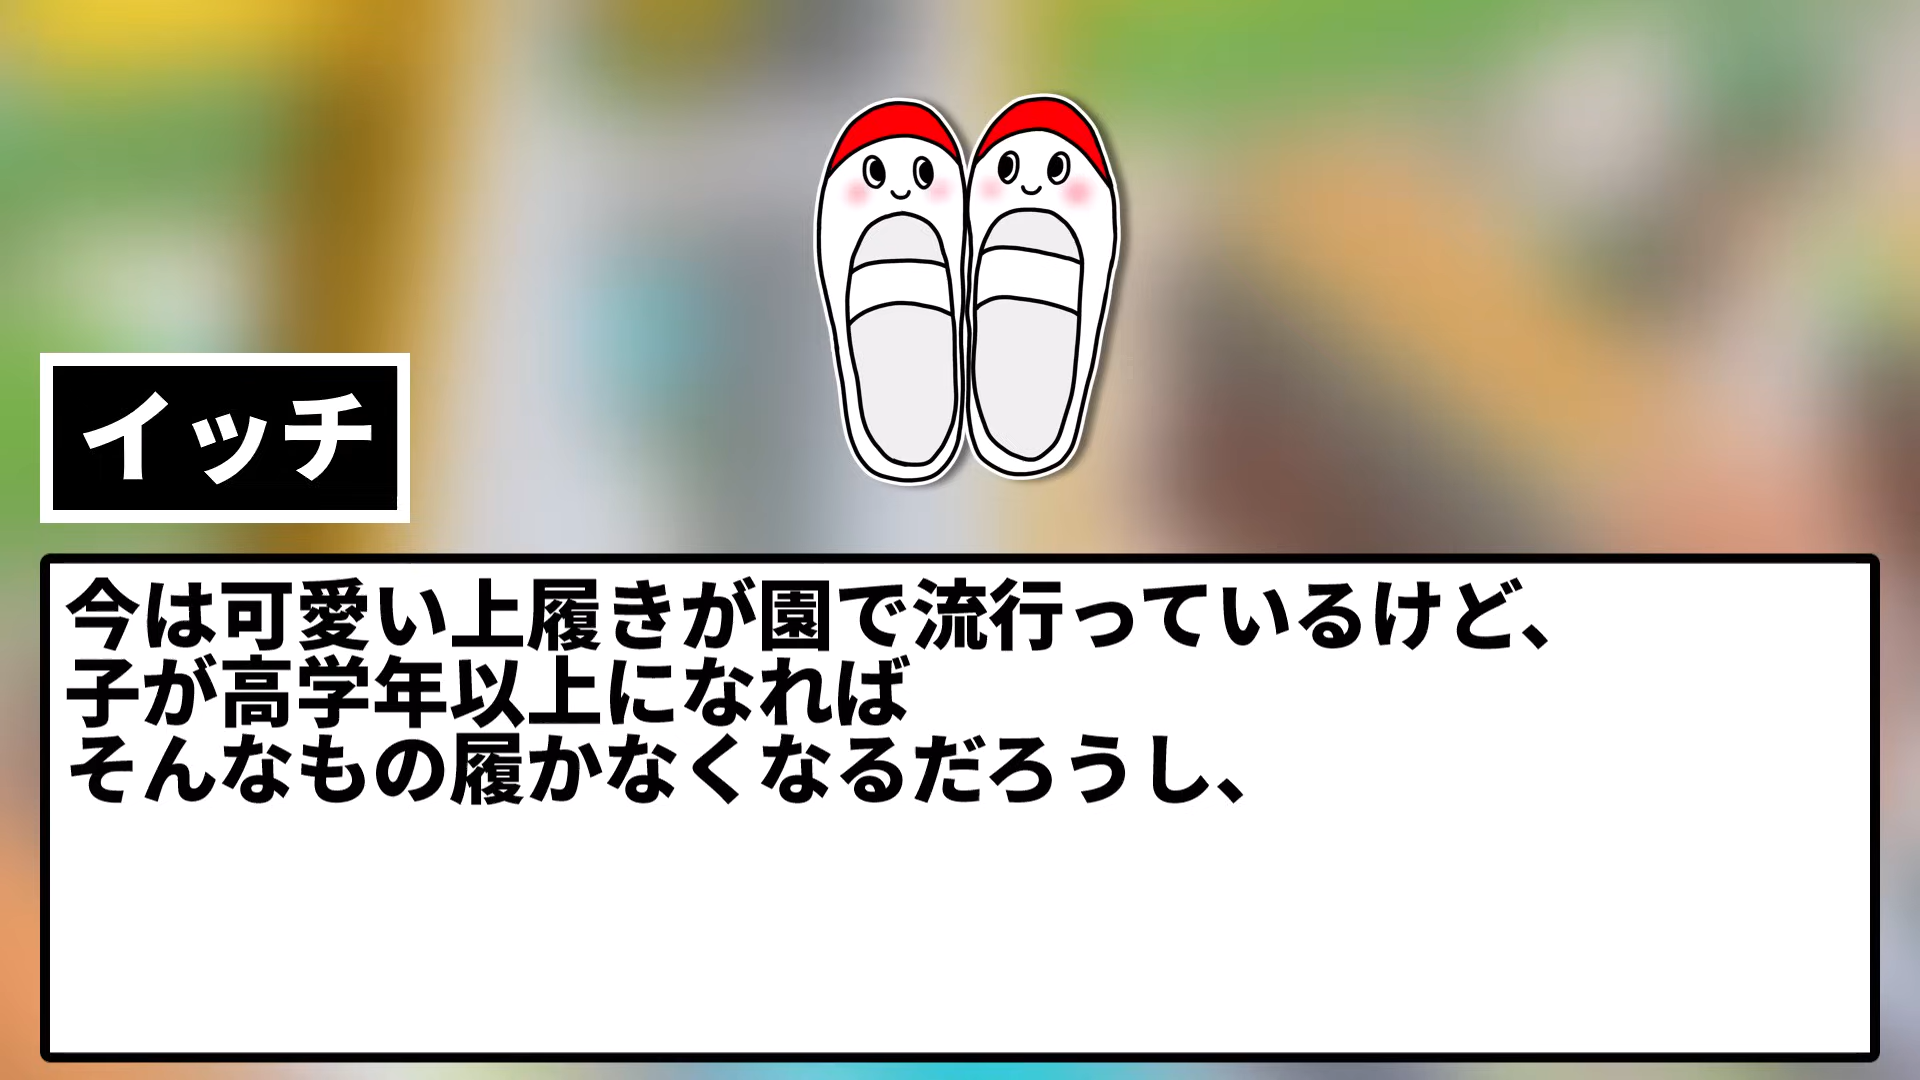 イッチ
今は可愛い上履きが園で流行っているけど、
子が高学年以上になれば
そんなもの履かなくなるだろうし、